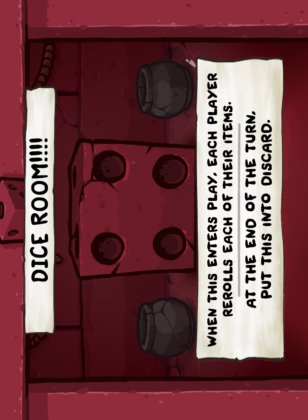 DICE ROOM!!!!
WHEN THIS ENTERS PLAY, EACH PLAYER
REROLLS EACH OF THEIR ITEMS.
AT THE END OF THE TURN,
PUT THIS INTO DISCARD.